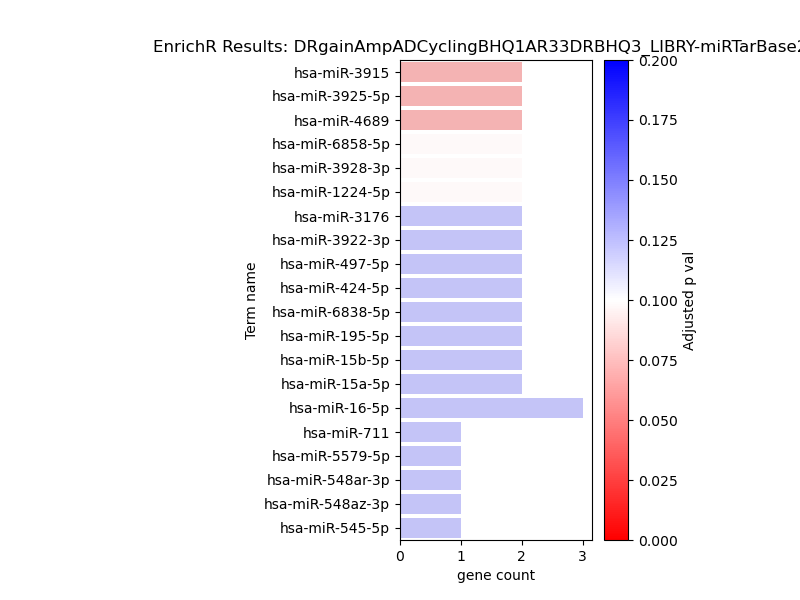 EnrichR Results: DRgainAmpADCyclingBHQ1AR33DRBHQ3_LIBRY-miRTarBase2
hsa-miR-3915
hsa-miR-3925-5p
hsa-miR-4689
hsa-miR-6858-5p
hsa-miR-3928-3p
hsa-miR-1224-5p
hsa-miR-3176
hsa-miR-3922-3p
hsa-miR-497-5p
hsa-miR-424-5p
hsa-miR-6838-5p
hsa-miR-195-5p
hsa-miR-15b-5p
hsa-miR-15a-5p
hsa-miR-16-5p
hsa-miR-711
hsa-miR-5579-5p
hsa-miR-548ar-3p
hsa-miR-548az-3p
hsa-miR-545-5p
Term name
0 1 2 3
gene count
0.200
0.175
0.150
0.125
0.100
0.075
0.050
0.025
0.000
Adjusted p val